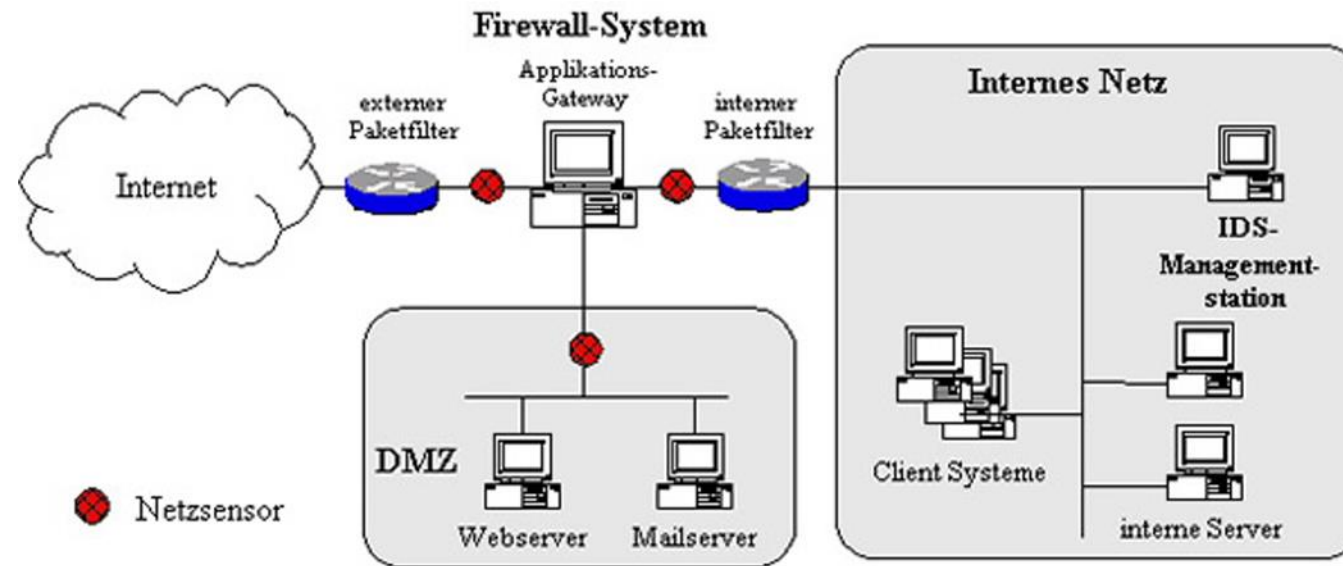 Firewall-System
Applikations-
Gateway
externer
Paketfilter
interner
Paketfilter
Internet
Internes Netz
IDS-
Management-
station
Client Systeme
interne Server
DMZ
Webserver
Mailserver
Netzsensor